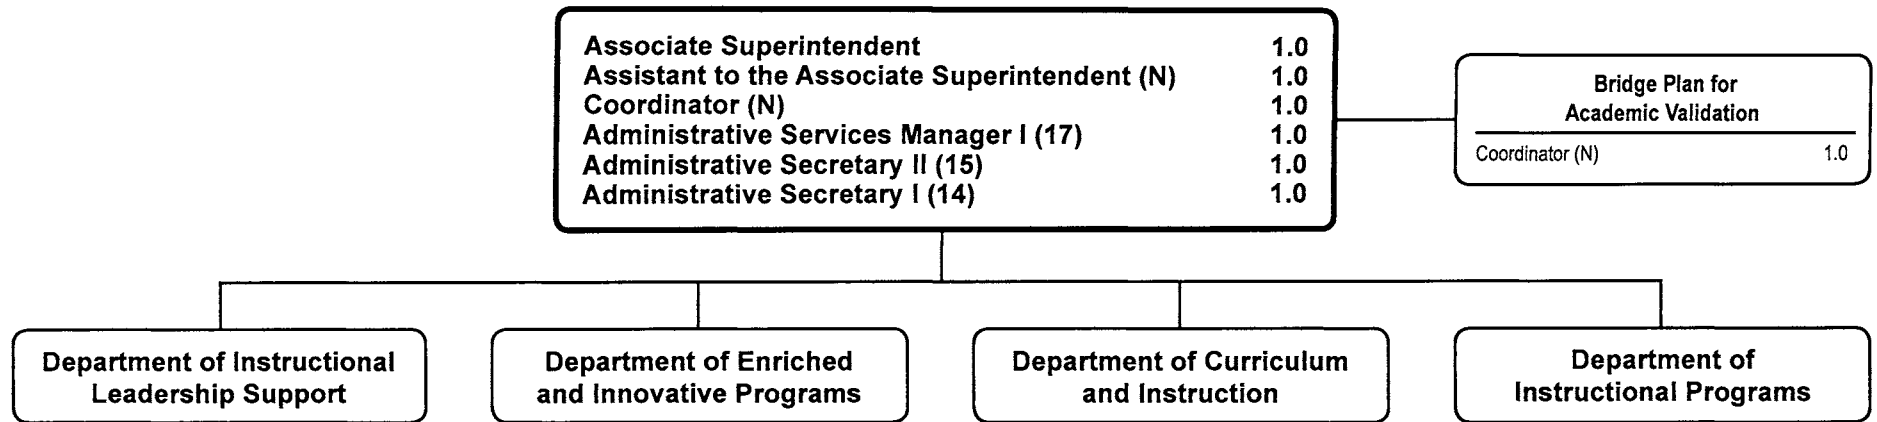 Associate Superintendent 1.0
Assistant to the Associate Superintendent (N) 1.0
Coordinator (N) 1.0
Administrative Services Manager I (17) 1.0
Administrative Secretary II (15) 1.0
Administrative Secretary I (14) 1.0
Bridge Plan for
Academic Validation
Coordinator (N) 1.0
Department of Instructional
Leadership Support
Department of Enriched
and Innovative Programs
Department of Curriculum
and Instruction
Department of
Instructional Programs